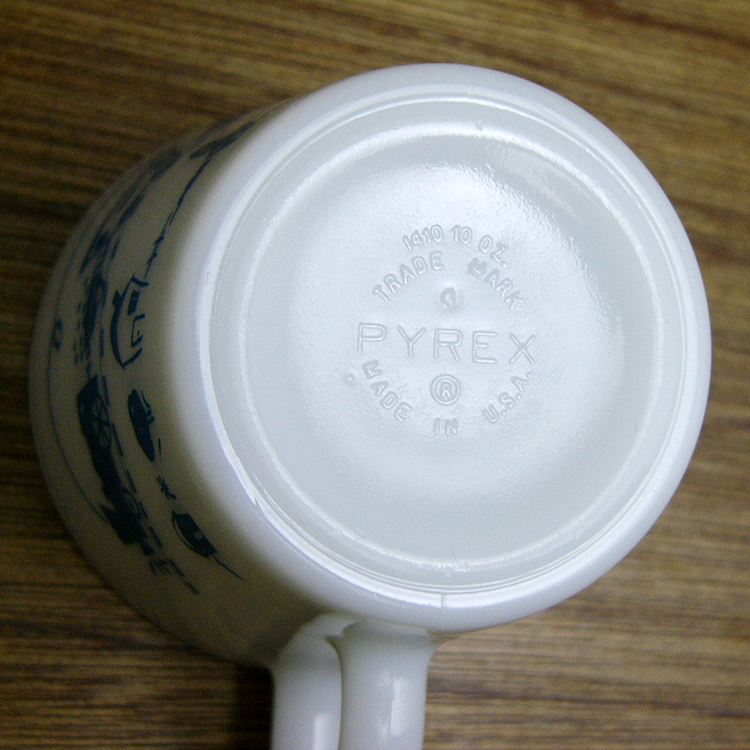 1410 10 OZ.
TRADE MARK
PYREX
®
MADE IN U.S.A.